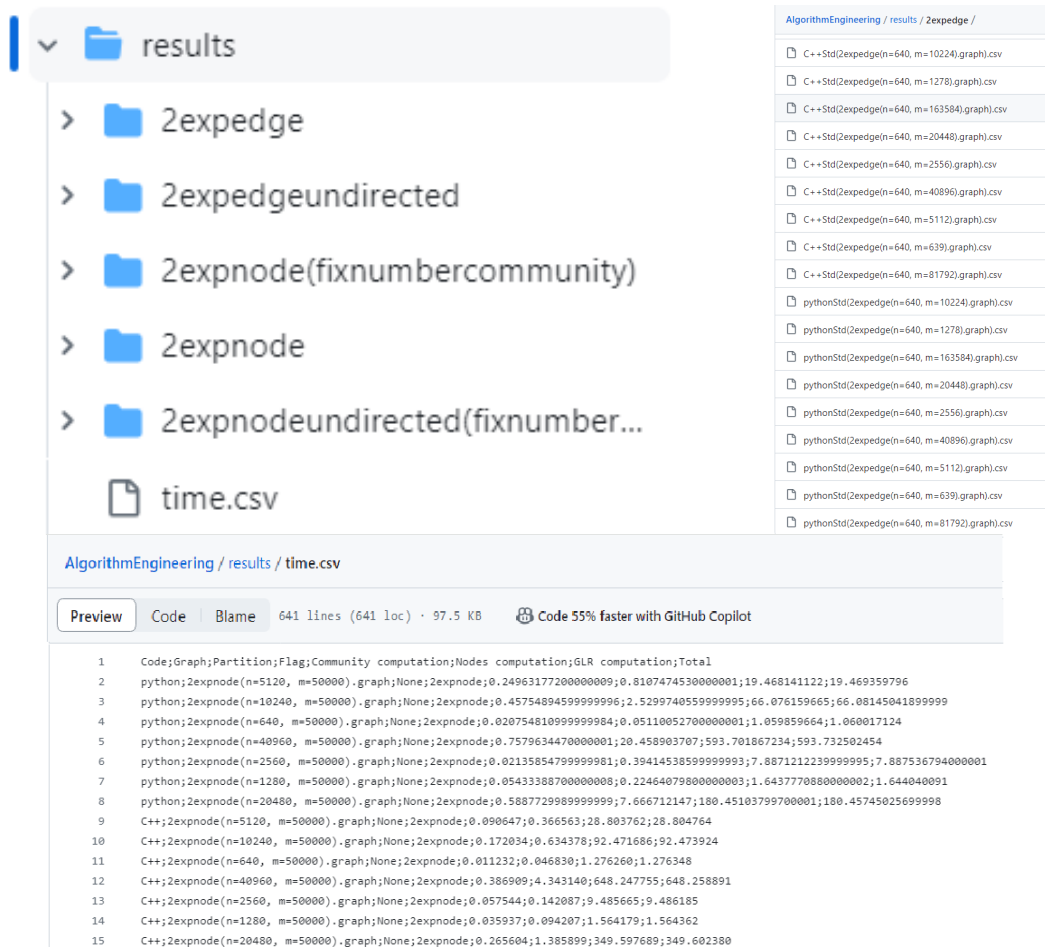 results
2expedge
2expedgeundirected
2expnode(fixnumbercommunity)
2expnode
2expnodeundirected(fixnumber...
time.csv
AlgorithmEngineering / results / 2expedge /
C++Std(2expedge(n=640, m=10224).graph).csv
C++Std(2expedge(n=640, m=1278).graph).csv
C++Std(2expedge(n=640, m=163584).graph).csv
C++Std(2expedge(n=640, m=20448).graph).csv
C++Std(2expedge(n=640, m=2556).graph).csv
C++Std(2expedge(n=640, m=40896).graph).csv
C++Std(2expedge(n=640, m=5112).graph).csv
C++Std(2expedge(n=640, m=639).graph).csv
C++Std(2expedge(n=640, m=81792).graph).csv
pythonStd(2expedge(n=640, m=10224).graph).csv
pythonStd(2expedge(n=640, m=1278).graph).csv
pythonStd(2expedge(n=640, m=163584).graph).csv
pythonStd(2expedge(n=640, m=20448).graph).csv
pythonStd(2expedge(n=640, m=2556).graph).csv
pythonStd(2expedge(n=640, m=40896).graph).csv
pythonStd(2expedge(n=640, m=5112).graph).csv
pythonStd(2expedge(n=640, m=639).graph).csv
pythonStd(2expedge(n=640, m=81792).graph).csv
AlgorithmEngineering / results / time.csv
Preview Code Blame 641 lines (641 loc) · 97.5 KB Code 55% faster with GitHub Copilot
1 Code;Graph;Partition;Flag;Community computation;Nodes computation;GLR computation;Total
2 python;2expnode(n=5120, m=50000).graph;None;2expnode;0.24963177200000009;0.8107474530000001;19.468141122;19.469359796
3 python;2expnode(n=10240, m=50000).graph;None;2expnode;0.45754894599999996;2.5299740559999995;66.076159665;66.08145041899999
4 python;2expnode(n=640, m=50000).graph;None;2expnode;0.020754810999999984;0.05110052700000001;1.059859664;1.060017124
5 python;2expnode(n=40960, m=50000).graph;None;2expnode;0.7579634470000001;20.458903707;593.701867234;593.732502454
6 python;2expnode(n=2560, m=50000).graph;None;2expnode;0.02135854799999981;0.39414538599999993;7.8871212239999995;7.887536794000001
7 python;2expnode(n=1280, m=50000).graph;None;2expnode;0.05433388700000008;0.22464079800000003;1.6437770880000002;1.644040091
8 python;2expnode(n=20480, m=50000).graph;None;2expnode;0.5887729989999999;7.666712147;180.45103799700001;180.45745025699998
9 C++;2expnode(n=5120, m=50000).graph;None;2expnode;0.090647;0.366563;28.803762;28.804764
10 C++;2expnode(n=10240, m=50000).graph;None;2expnode;0.172034;0.634378;92.471686;92.473924
11 C++;2expnode(n=640, m=50000).graph;None;2expnode;0.011232;0.046830;1.276260;1.276348
12 C++;2expnode(n=40960, m=50000).graph;None;2expnode;0.386909;4.343140;648.247755;648.258891
13 C++;2expnode(n=2560, m=50000).graph;None;2expnode;0.057544;0.142087;9.485665;9.486185
14 C++;2expnode(n=1280, m=50000).graph;None;2expnode;0.035937;0.094207;1.564179;1.564362
15 C++;2expnode(n=20480, m=50000).graph;None;2expnode;0.265604;1.385899;349.597689;349.602380